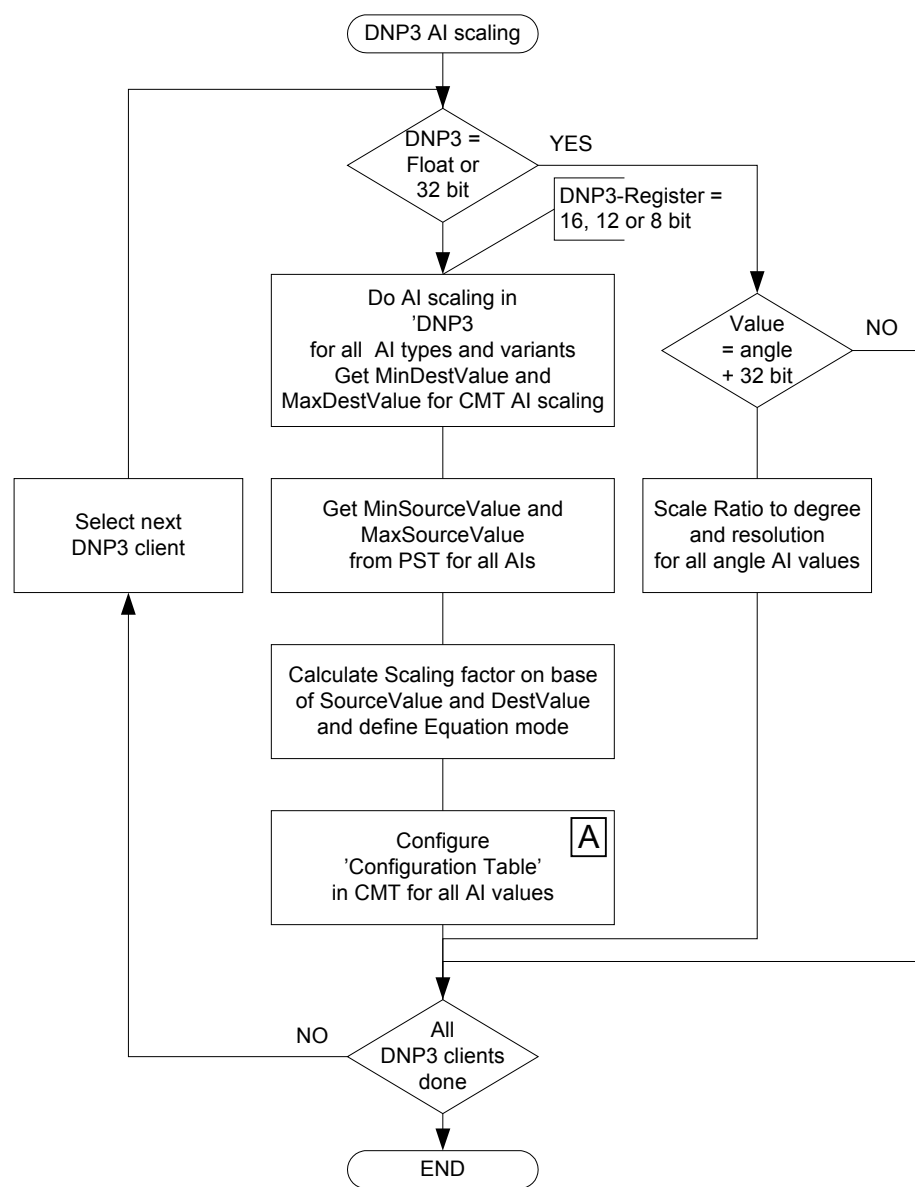 DNP3 AI scaling
DNP3 =
Float or
32 bit
YES
DNP3-Register =
16, 12 or 8 bit
Do AI scaling in
’DNP3
for all  AI types and variants
Get MinDestValue and
MaxDestValue for CMT AI scaling
Value
= angle
+ 32 bit
NO
Select next
DNP3 client
Get MinSourceValue and
MaxSourceValue
from PST for all AIs
Scale Ratio to degree
and resolution
for all angle AI values
Calculate Scaling factor on base
of SourceValue and DestValue
and define Equation mode
A
Configure
’Configuration Table’
in CMT for all AI values
NO
All
DNP3 clients
done
END